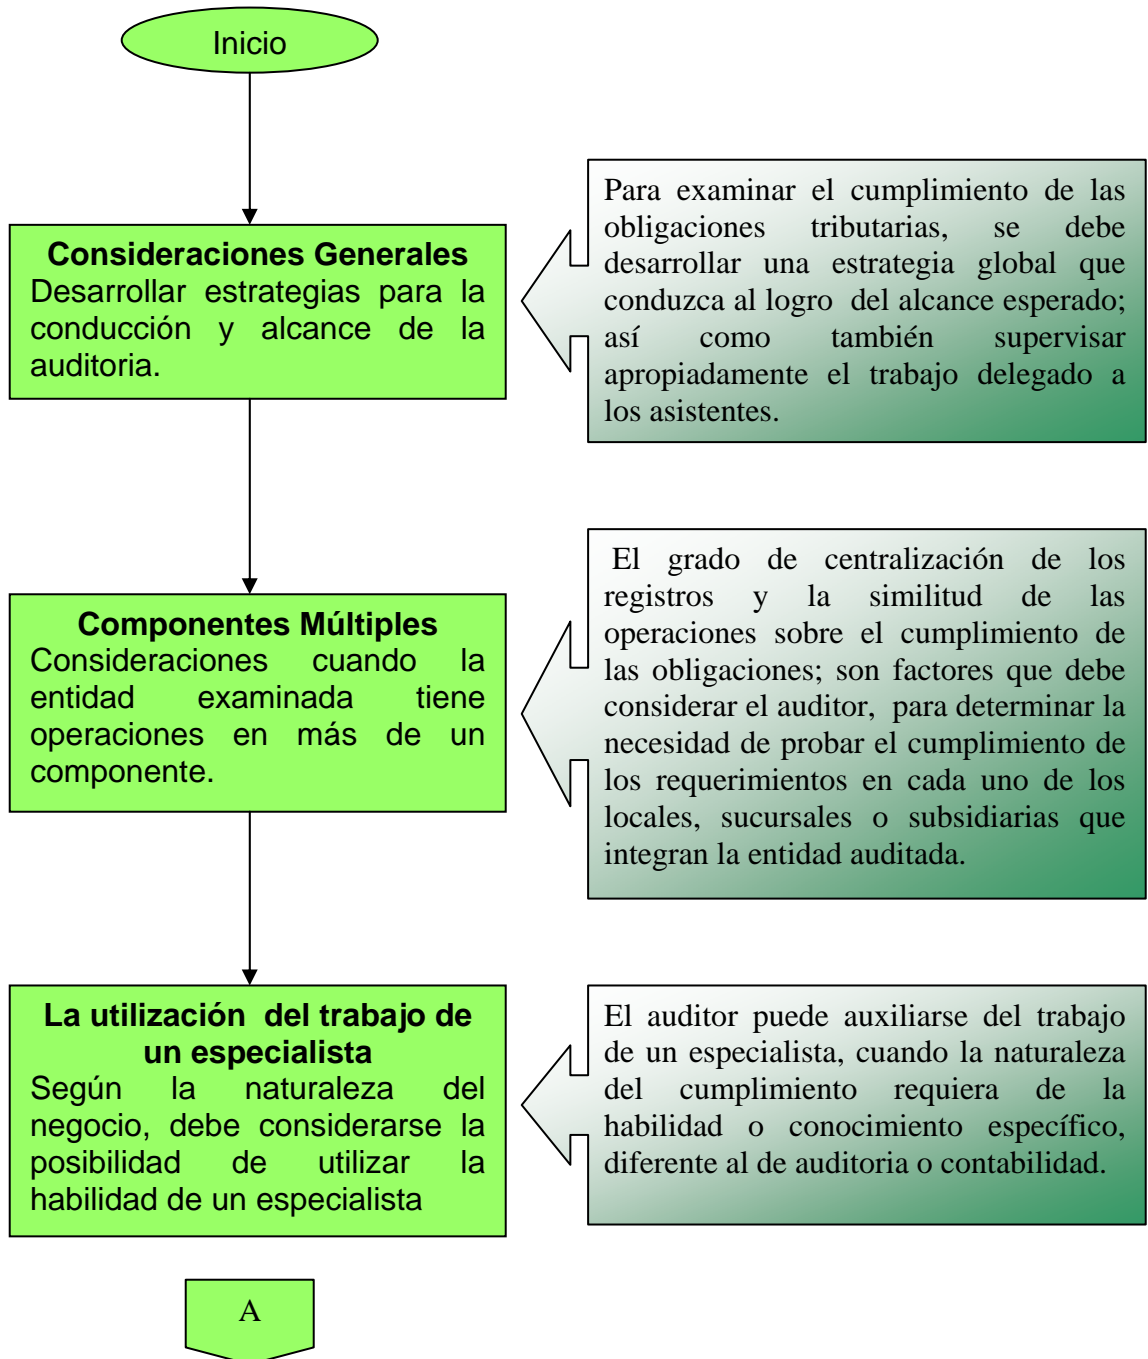 Inicio
Consideraciones Generales
Desarrollar estrategias para la
conducción y alcance de la
auditoria.
Para examinar el cumplimiento de las
obligaciones tributarias, se debe
desarrollar una estrategia global que
conduzca al logro del alcance esperado;
así como también supervisar
apropiadamente el trabajo delegado a
los asistentes.
Componentes Múltiples
Consideraciones cuando la
entidad examinada tiene
operaciones en más de un
componente.
El grado de centralización de los
registros y la similitud de las
operaciones sobre el cumplimiento de
las obligaciones; son factores que debe
considerar el auditor, para determinar la
necesidad de probar el cumplimiento de
los requerimientos en cada uno de los
locales, sucursales o subsidiarias que
integran la entidad auditada.
La utilización del trabajo de
un especialista
Según la naturaleza del
negocio, debe considerarse la
posibilidad de utilizar la
habilidad de un especialista
El auditor puede auxiliarse del trabajo
de un especialista, cuando la naturaleza
del cumplimiento requiera de la
habilidad o conocimiento específico,
diferente al de auditoria o contabilidad.
A